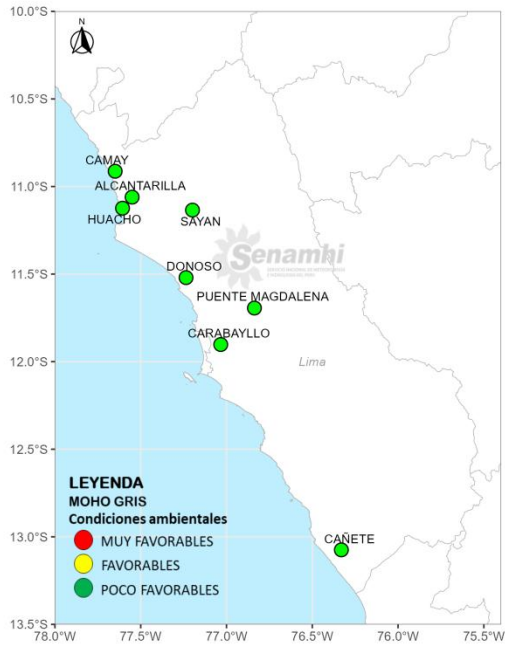 10.0°S
N
10.5°S
CAMAY
11.0°S
ALCANTARILLA
HUACHO
SAYAN
Senamhi
11.5°S
DONOSO
PUENTE MAGDALENA
CARABAYLLO
12.0°S
Lima
12.5°S
LEYENDA
MOHO GRIS
Condiciones ambientales
13.0°S
CAÑETE
MUY FAVORABLES
FAVORABLES
POCO FAVORABLES
13.5°S
78.0°W 77.5°W 77.0°W 76.5°W 76.0°W 75.5°W